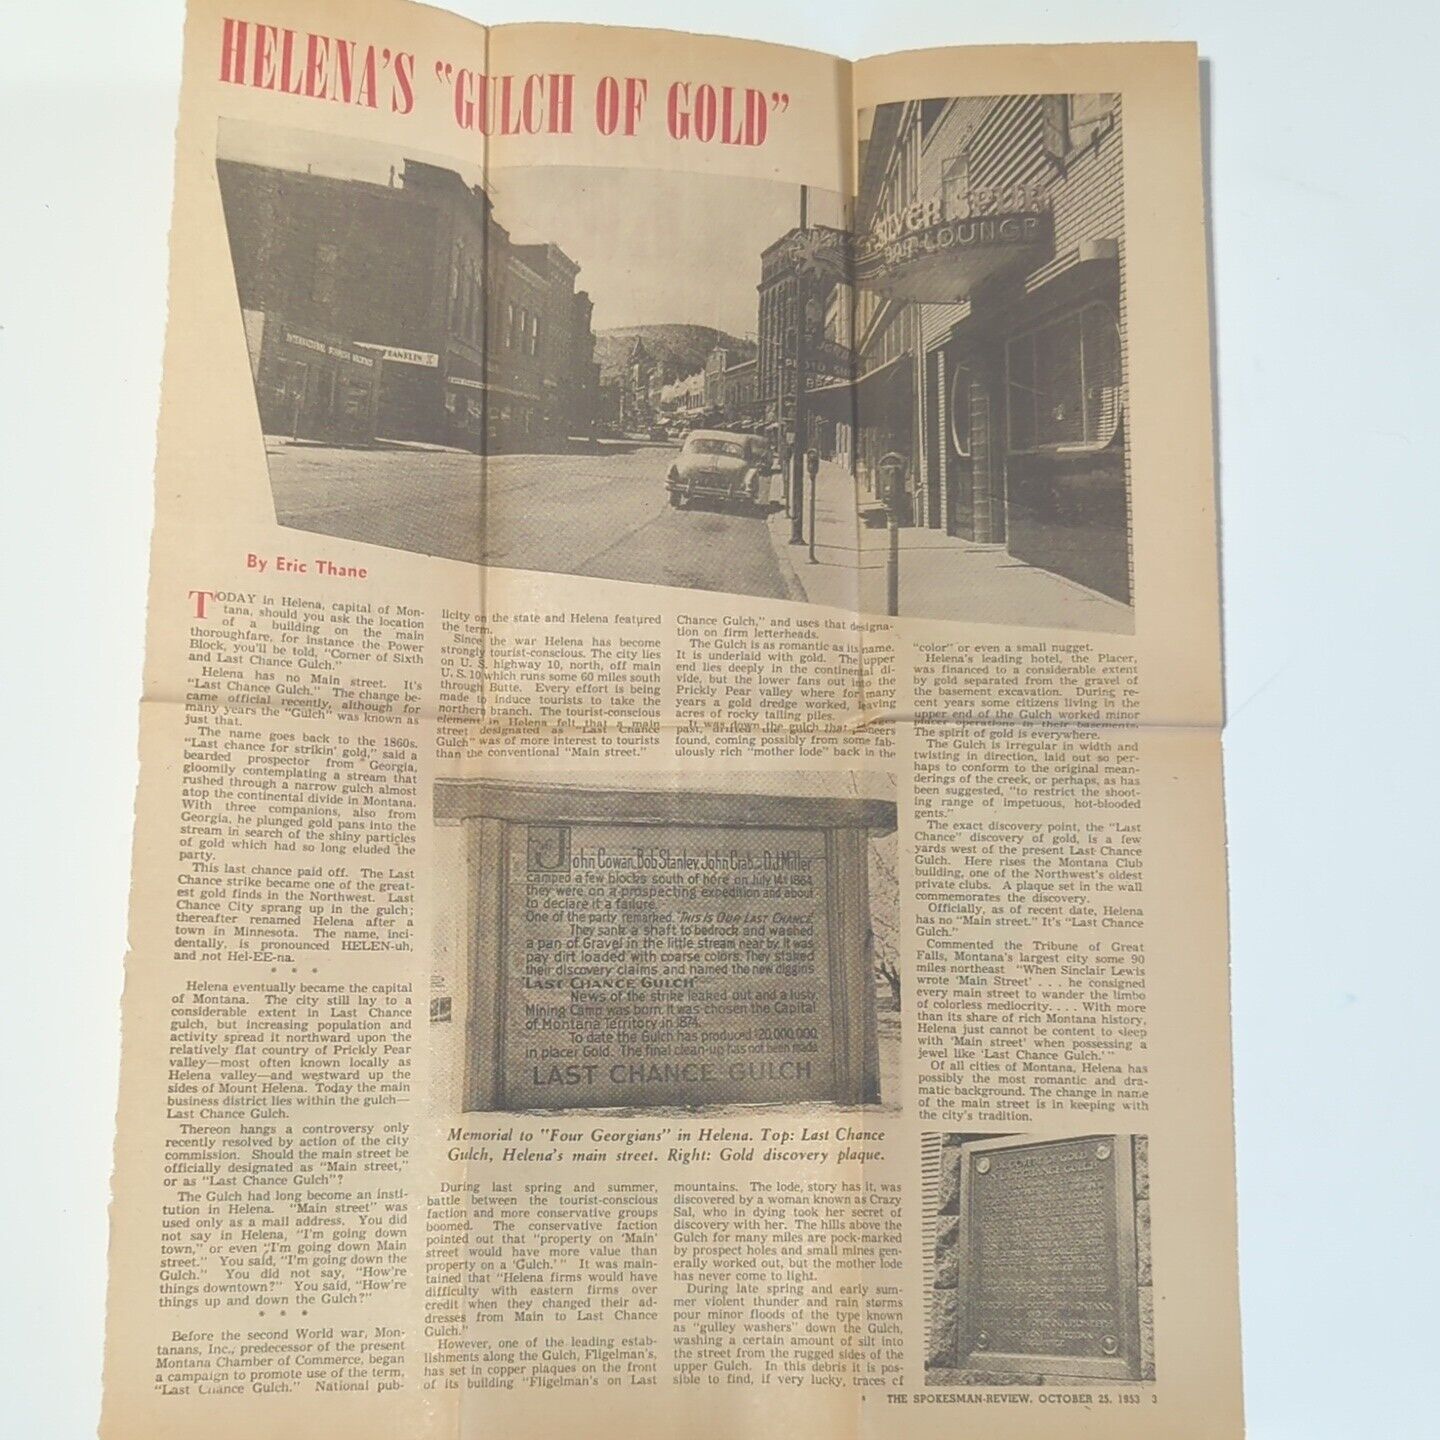 HELENA'S "GULCH OF GOLD"
SILVER SPUR
BAR LOUNGE
INTERNATIONAL BUSINESS MACHINES
FRANKLIN
By Eric Thane
TODAY in Helena, capital of Mon-
tana, should you ask the location
of a building on the main
thoroughfare, for instance the Power
Block, you'll be told, "Corner of Sixth
and Last Chance Gulch."
Helena has no Main street. It's
"Last Chance Gulch." The change be-
came official recently, although for
many years the "Gulch" was known as
just that.
The name goes back to the 1860s.
"Last chance for strikin' gold," said a
bearded prospector from Georgia,
gloomily contemplating a stream that
rushed through a narrow gulch almost
atop the continental divide in Montana.
With three companions, also from
Georgia, he plunged gold pans into the
stream in search of the shiny particles
of gold which had so long eluded the
party.
This last chance paid off. The Last
Chance strike became one of the great-
est gold finds in the Northwest. Last
Chance City sprang up in the gulch;
thereafter renamed Helena after a
town in Minnesota. The name, inci-
dentally, is pronounced HELEN-uh,
and not Hel-EE-na.
* * *
Helena eventually became the capital
of Montana. The city still lay to a
considerable extent in Last Chance
gulch, but increasing population and
activity spread it northward upon the
relatively flat country of Prickly Pear
valley—most often known locally as
Helena valley—and westward up the
sides of Mount Helena. Today the main
business district lies within the gulch—
Last Chance Gulch.
Thereon hangs a controversy only
recently resolved by action of the city
commission. Should the main street be
officially designated as "Main street,"
or as "Last Chance Gulch"?
The Gulch had long become an insti-
tution in Helena. "Main street" was
used only as a mail address. You did
not say in Helena, "I'm going down
town," or even "I'm going down Main
street." You said, "I'm going down the
Gulch." You did not say, "How're
things downtown?" You said, "How're
things up and down the Gulch?"
* * *
Before the second World war, Mon-
tanans, Inc., predecessor of the present
Montana Chamber of Commerce, began
a campaign to promote use of the term,
"Last Chance Gulch." National pub-
licity on the state and Helena featured
the term.
Since the war Helena has become
strongly tourist-conscious. The city lies
on U. S. highway 10, north, off main
U. S. 10 which runs some 60 miles south
through Butte. Every effort is being
made to induce tourists to take the
northern branch. The tourist-conscious
element in Helena felt that a main
street designated as "Last Chance
Gulch" was of more interest to tourists
than the conventional "Main street."
Chance Gulch," and uses that designa-
tion on firm letterheads.
The Gulch is as romantic as its name.
It is underlaid with gold. The upper
end lies deeply in the continental di-
vide, but the lower fans out into the
Prickly Pear valley where for many
years a gold dredge worked, leaving
acres of rocky tailing piles.
It was down the gulch that ages
past, drifted the gold pioneers
found, coming possibly from some fab-
ulously rich "mother lode" back in the
John Cowan, Bob Stanley, John Crab & D.J. Miller
camped a few blocks south of here on July 14th 1864
they were on a prospecting expedition and about
to declare it a failure.
One of the party remarked, 'THIS IS OUR LAST CHANCE.'
They sank a shaft to bedrock and washed
a pan of Gravel in the little stream near by. It was
pay dirt loaded with coarse colors. They staked
their discovery claims and named the new diggins
'LAST CHANCE GULCH'
News of the strike leaked out and a lusty
Mining Camp was born. It was chosen the Capital
of Montana Territory in 1874.
To date the Gulch has produced $20,000,000
in placer Gold. The final clean-up has not been made
LAST CHANCE GULCH
Memorial to "Four Georgians" in Helena. Top: Last Chance
Gulch, Helena's main street. Right: Gold discovery plaque.
During last spring and summer,
battle between the tourist-conscious
faction and more conservative groups
boomed. The conservative faction
pointed out that "property on 'Main'
street would have more value than
property on a 'Gulch.'" It was main-
tained that "Helena firms would have
difficulty with eastern firms over
credit when they changed their ad-
dresses from Main to Last Chance
Gulch."
However, one of the leading estab-
lishments along the Gulch, Fligelman's,
has set in copper plaques on the front
of its building "Fligelman's on Last
mountains. The lode, story has it, was
discovered by a woman known as Crazy
Sal, who in dying took her secret of
discovery with her. The hills above the
Gulch for many miles are pock-marked
by prospect holes and small mines gen-
erally worked out, but the mother lode
has never come to light.
During late spring and early sum-
mer violent thunder and rain storms
pour minor floods of the type known
as "gulley washers" down the Gulch,
washing a certain amount of silt into
the street from the rugged sides of the
upper Gulch. In this debris it is pos-
sible to find, if very lucky, traces of
"color" or even a small nugget.
Helena's leading hotel, the Placer,
was financed to a considerable extent
by gold separated from the gravel of
the basement excavation. During re-
cent years some citizens living in the
upper end of the Gulch worked minor
placer operations in their basements.
The spirit of gold is everywhere.
The Gulch is irregular in width and
twisting in direction, laid out so per-
haps to conform to the original mean-
derings of the creek, or perhaps, as has
been suggested, "to restrict the shoot-
ing range of impetuous, hot-blooded
gents."
The exact discovery point, the "Last
Chance" discovery of gold, is a few
yards west of the present Last Chance
Gulch. Here rises the Montana Club
building, one of the Northwest's oldest
private clubs. A plaque set in the wall
commemorates the discovery.
Officially, as of recent date, Helena
has no "Main street." It's "Last Chance
Gulch."
Commented the Tribune of Great
Falls, Montana's largest city some 90
miles northeast "When Sinclair Lewis
wrote 'Main Street' . . . he consigned
every main street to wander the limbo
of colorless mediocrity. . . . With more
than its share of rich Montana history,
Helena just cannot be content to sleep
with 'Main street' when possessing a
jewel like 'Last Chance Gulch.'"
Of all cities of Montana, Helena has
possibly the most romantic and dra-
matic background. The change in name
of the main street is in keeping with
the city's tradition.
DISCOVERY OF GOLD
LAST CHANCE GULCH
THE SPOKESMAN-REVIEW, OCTOBER 25, 1953 3